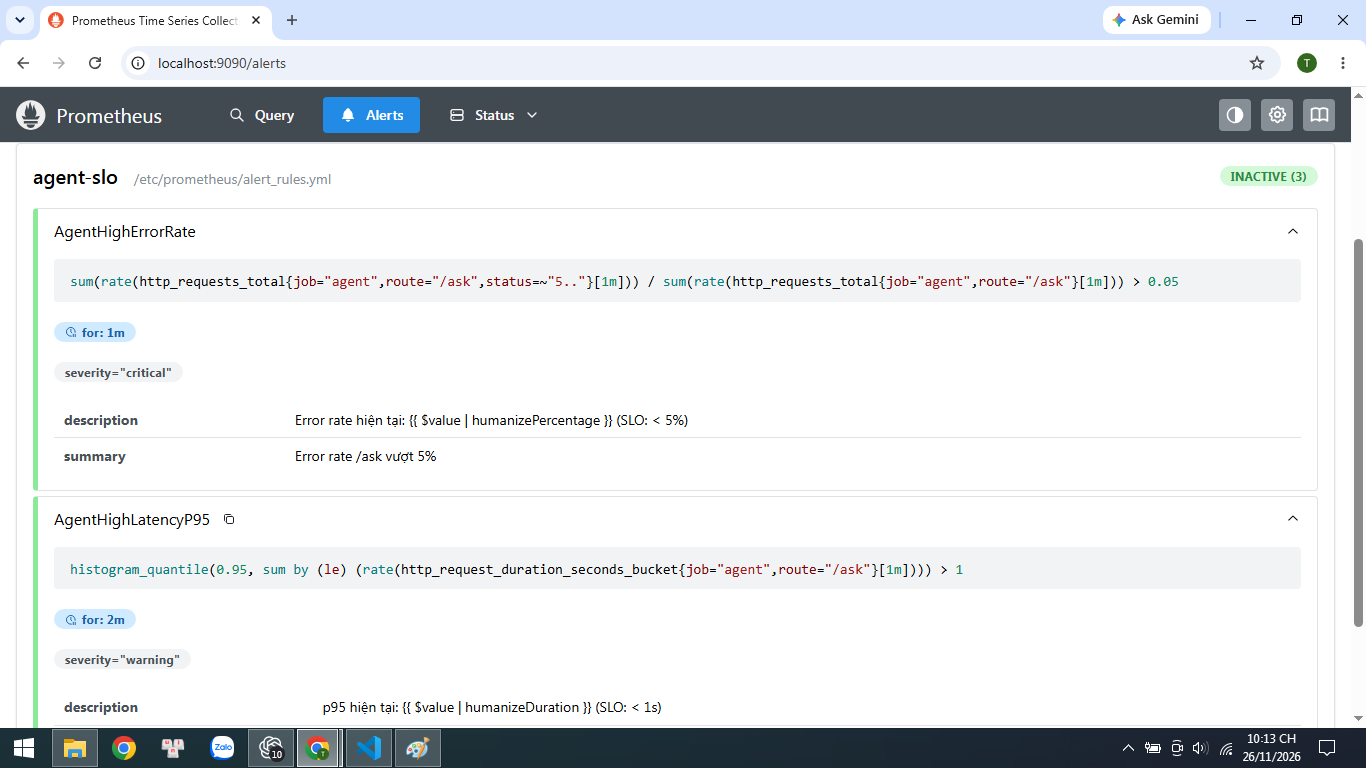 Prometheus Time Series Collect
Ask Gemini
localhost:9090/alerts
T
Prometheus
Query
Alerts
Status
agent-slo
/etc/prometheus/alert_rules.yml
INACTIVE (3)
AgentHighErrorRate
sum(rate(http_requests_total{job="agent",route="/ask",status=~"5.."}[1m])) / sum(rate(http_requests_total{job="agent",route="/ask"}[1m])) > 0.05
for: 1m
severity="critical"
description Error rate hiện tại: {{ $value | humanizePercentage }} (SLO: < 5%)
summary Error rate /ask vượt 5%
AgentHighLatencyP95
histogram_quantile(0.95, sum by (le) (rate(http_request_duration_seconds_bucket{job="agent",route="/ask"}[1m]))) > 1
for: 2m
severity="warning"
description p95 hiện tại: {{ $value | humanizeDuration }} (SLO: < 1s)
Zalo
10
T
10:13 CH
26/11/2026